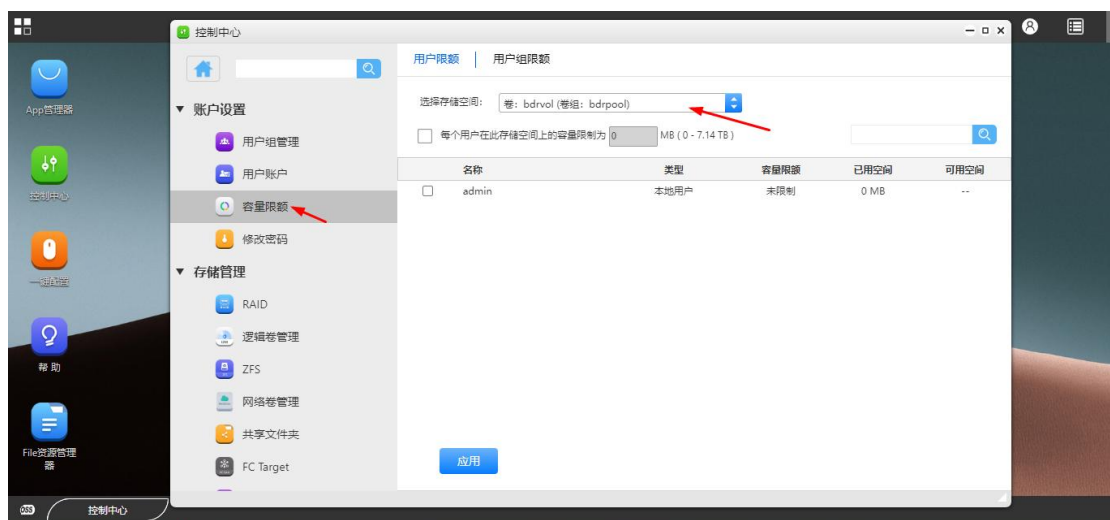 控制中心
App管理器
控制中心
一键配置
帮 助
File资源管理
器
账户设置
用户组管理
用户账户
容量限额
修改密码
存储管理
RAID
逻辑卷管理
ZFS
网络卷管理
共享文件夹
FC Target
用户限额 用户组限额
选择存储空间: 卷: bdrvol (卷组: bdrpool)
每个用户在此存储空间上的容量限制为 0 MB ( 0 - 7.14 TB )
名称 类型 容量限额 已用空间 可用空间
admin 本地用户 未限制 0 MB --
应用
OSS 控制中心